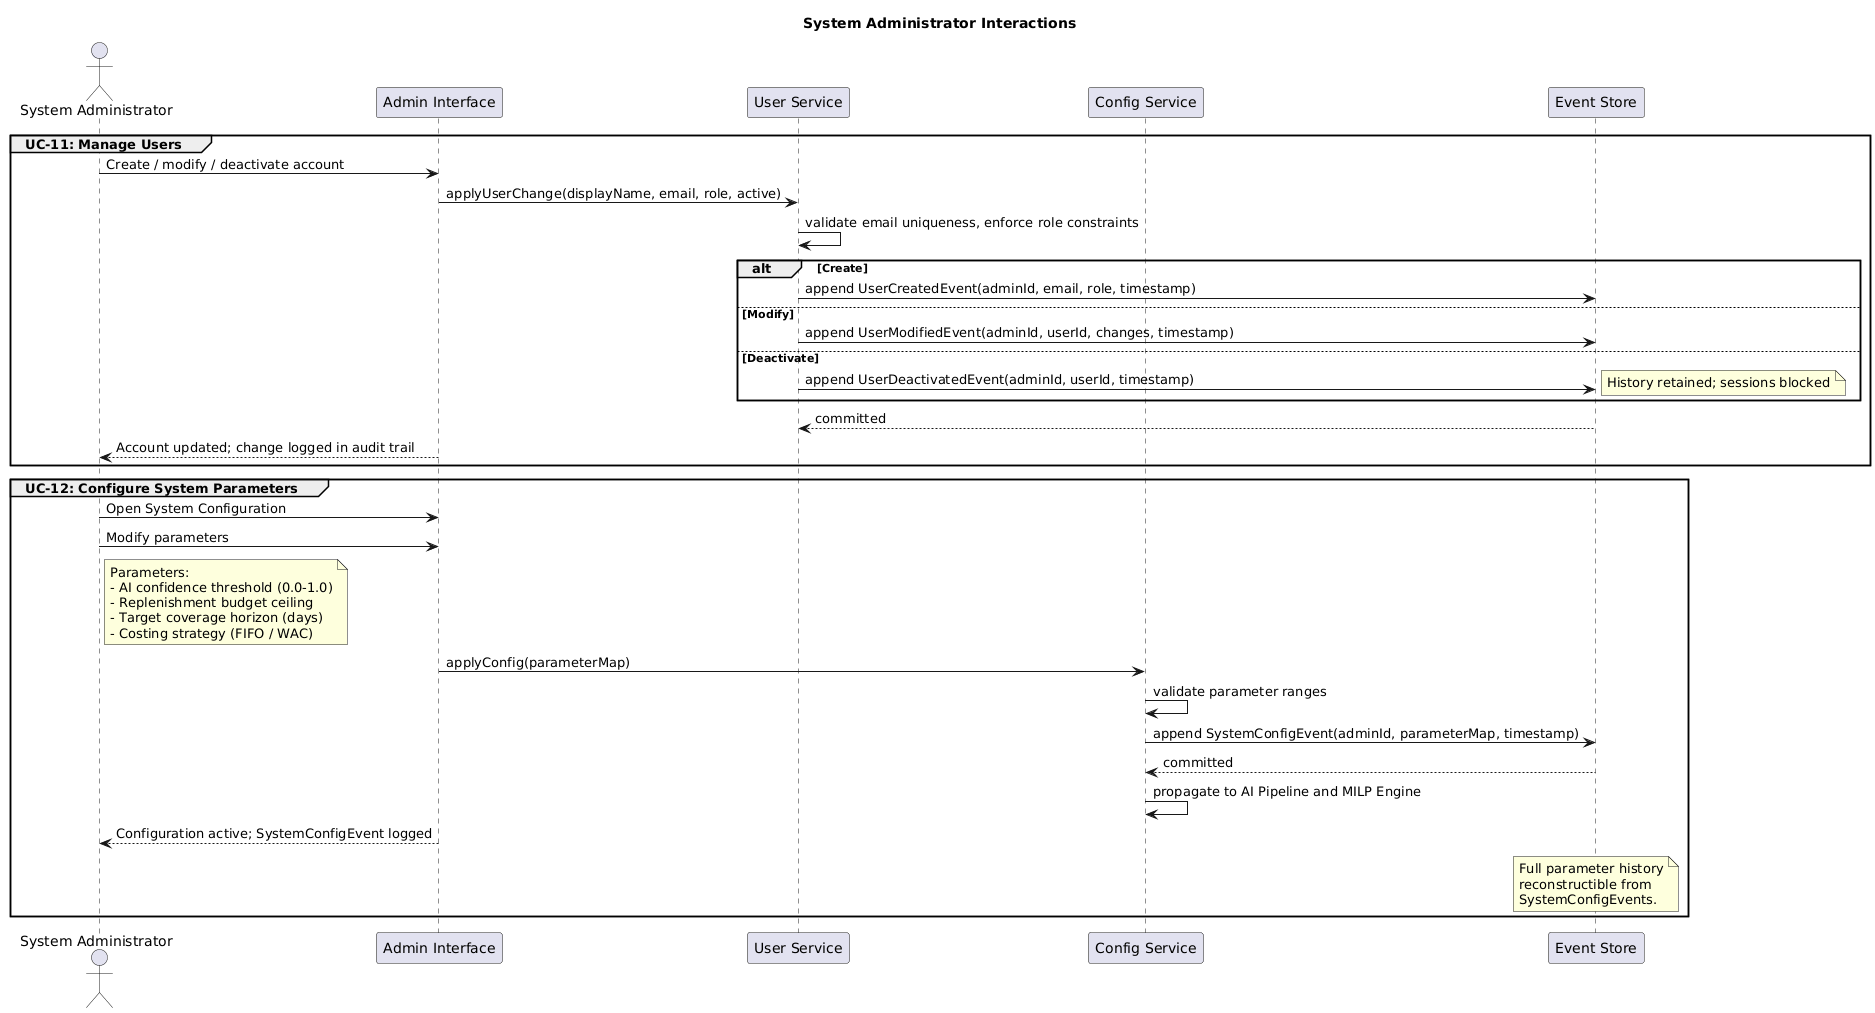 System Administrator Interactions
System Administrator
Admin Interface
User Service
Config Service
Event Store
UC-11: Manage Users
Create / modify / deactivate account
applyUserChange(displayName, email, role, active)
validate email uniqueness, enforce role constraints
alt
[Create]
append UserCreatedEvent(adminId, email, role, timestamp)
[Modify]
append UserModifiedEvent(adminId, userId, changes, timestamp)
[Deactivate]
append UserDeactivatedEvent(adminId, userId, timestamp)
History retained; sessions blocked
committed
Account updated; change logged in audit trail
UC-12: Configure System Parameters
Open System Configuration
Modify parameters
Parameters:
- AI confidence threshold (0.0-1.0)
- Replenishment budget ceiling
- Target coverage horizon (days)
- Costing strategy (FIFO / WAC)
applyConfig(parameterMap)
validate parameter ranges
append SystemConfigEvent(adminId, parameterMap, timestamp)
committed
propagate to AI Pipeline and MILP Engine
Configuration active; SystemConfigEvent logged
Full parameter history
reconstructible from
SystemConfigEvents.
System Administrator
Admin Interface
User Service
Config Service
Event Store